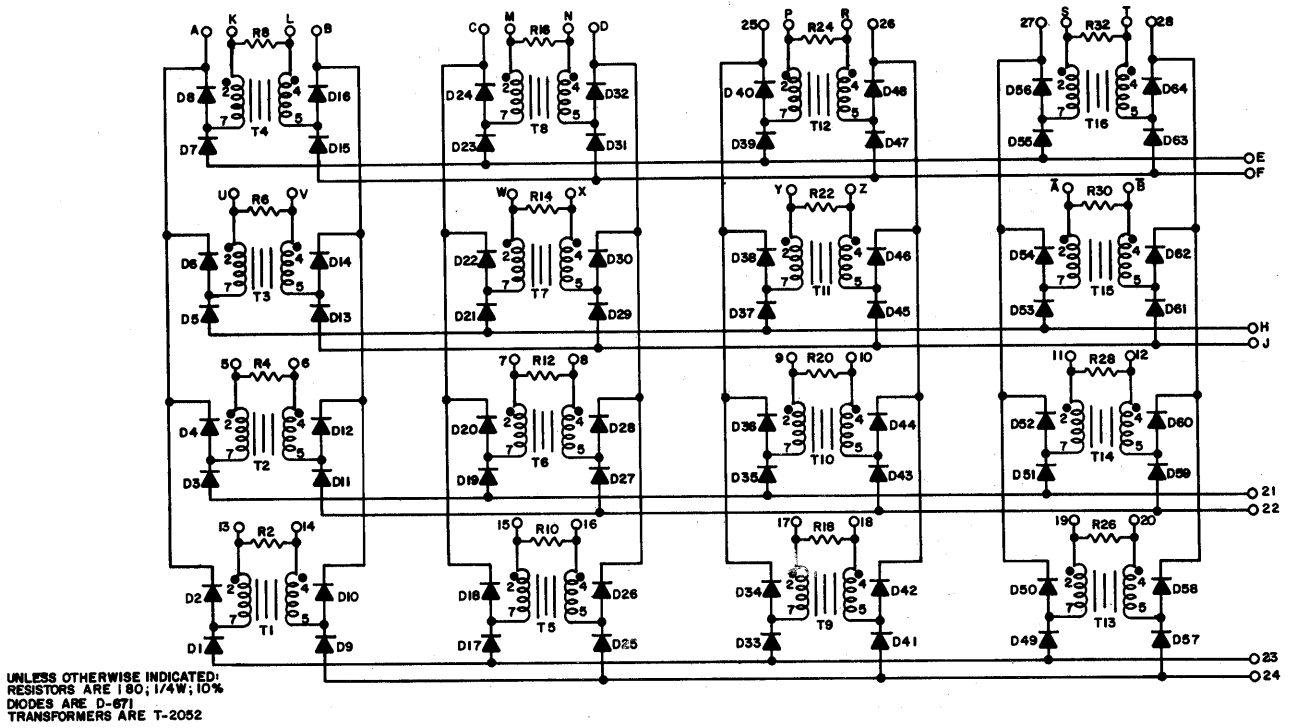 A K R8 L B C M R16 N D 25 P R24 R 26 27 S R32 T 28
D8 2 4 D16 D24 2 4 D32 D40 2 4 D48 D56 2 4 D64
7 T4 5 7 T8 5 7 T12 5 7 T16 5
D7 D15 D23 D31 D39 D47 D55 D63
E
F
U R6 V W R14 X Y R22 Z A̅ R30 B̅
D6 2 4 D14 D22 2 4 D30 D38 2 4 D46 D54 2 4 D62
7 T3 5 7 T7 5 7 T11 5 7 T15 5
D5 D13 D21 D29 D37 D45 D53 D61
H
J
5 R4 6 7 R12 8 9 R20 10 11 R28 12
D4 2 4 D12 D20 2 4 D28 D36 2 4 D44 D52 2 4 D60
7 T2 5 7 T6 5 7 T10 5 7 T14 5
D3 D11 D19 D27 D35 D43 D51 D59
21
22
13 R2 14 15 R10 16 17 R18 18 19 R26 20
D2 2 4 D10 D18 2 4 D26 D34 2 4 D42 D50 2 4 D58
7 T1 5 7 T5 5 7 T9 5 7 T13 5
D1 D9 D17 D25 D33 D41 D49 D57
23
24
UNLESS OTHERWISE INDICATED:
RESISTORS ARE 180; 1/4W; 10%
DIODES ARE D-671
TRANSFORMERS ARE T-2052